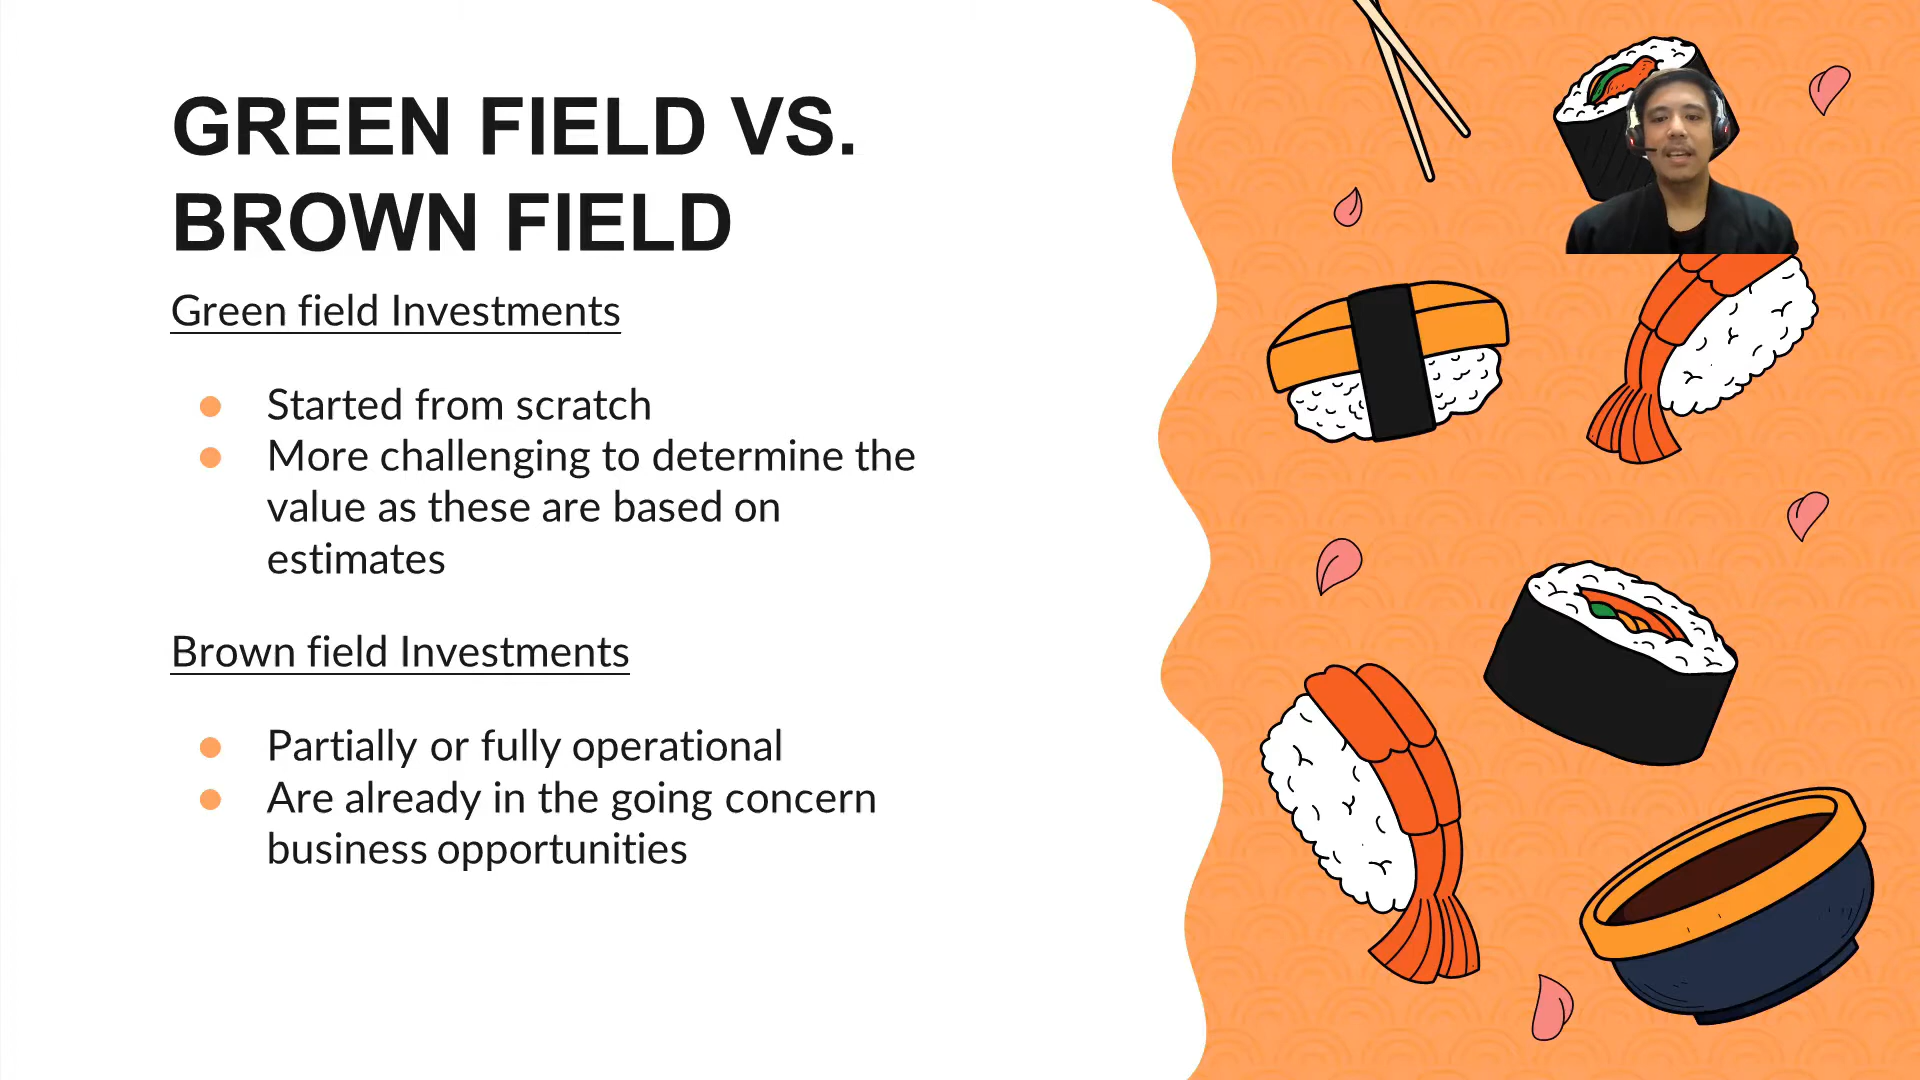 GREEN FIELD VS.
BROWN FIELD
Green field Investments
Started from scratch
More challenging to determine the
value as these are based on
estimates
Brown field Investments
Partially or fully operational
Are already in the going concern
business opportunities